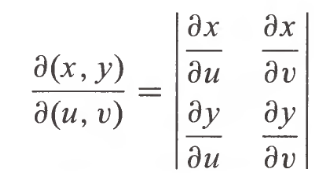 ∂(x, y) / ∂(u, v) = | ∂x/∂u ∂x/∂v |
| ∂y/∂u ∂y/∂v |